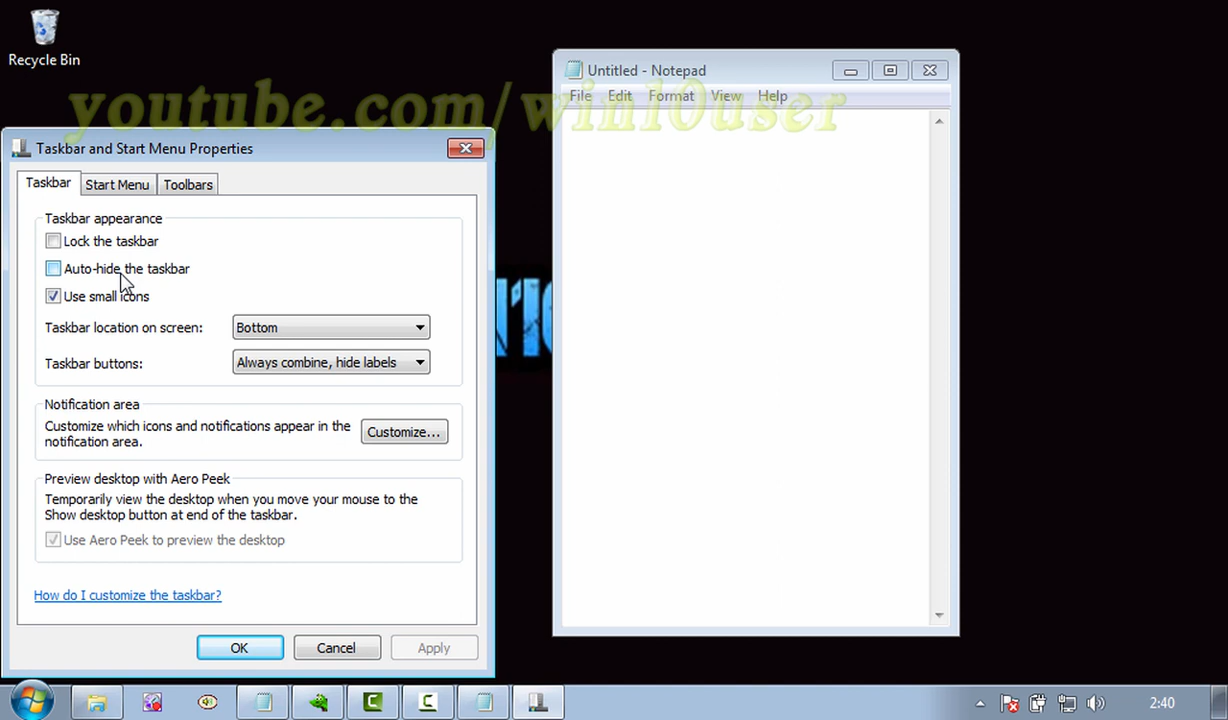 Recycle Bin
youtube.com/win10user
Untitled - Notepad
File Edit Format View Help
Taskbar and Start Menu Properties
Taskbar Start Menu Toolbars
Taskbar appearance
Lock the taskbar
Auto-hide the taskbar
Use small icons
Taskbar location on screen: Bottom
Taskbar buttons: Always combine, hide labels
Notification area
Customize which icons and notifications appear in the
notification area.
Customize...
Preview desktop with Aero Peek
Temporarily view the desktop when you move your mouse to the
Show desktop button at end of the taskbar.
Use Aero Peek to preview the desktop
How do I customize the taskbar?
OK Cancel Apply
2:40